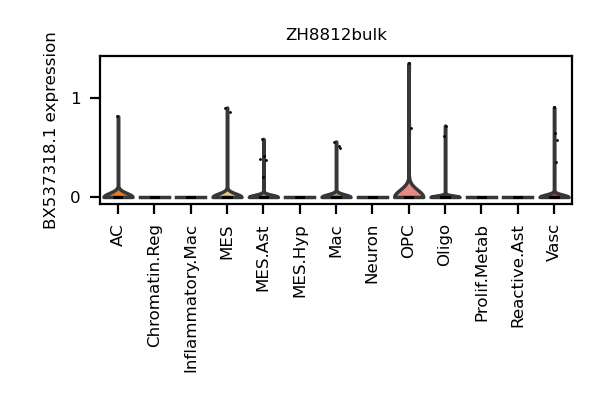 ZH8812bulk
BX537318.1 expression
1
0
AC
Chromatin.Reg
Inflammatory.Mac
MES
MES.Ast
MES.Hyp
Mac
Neuron
OPC
Oligo
Prolif.Metab
Reactive.Ast
Vasc